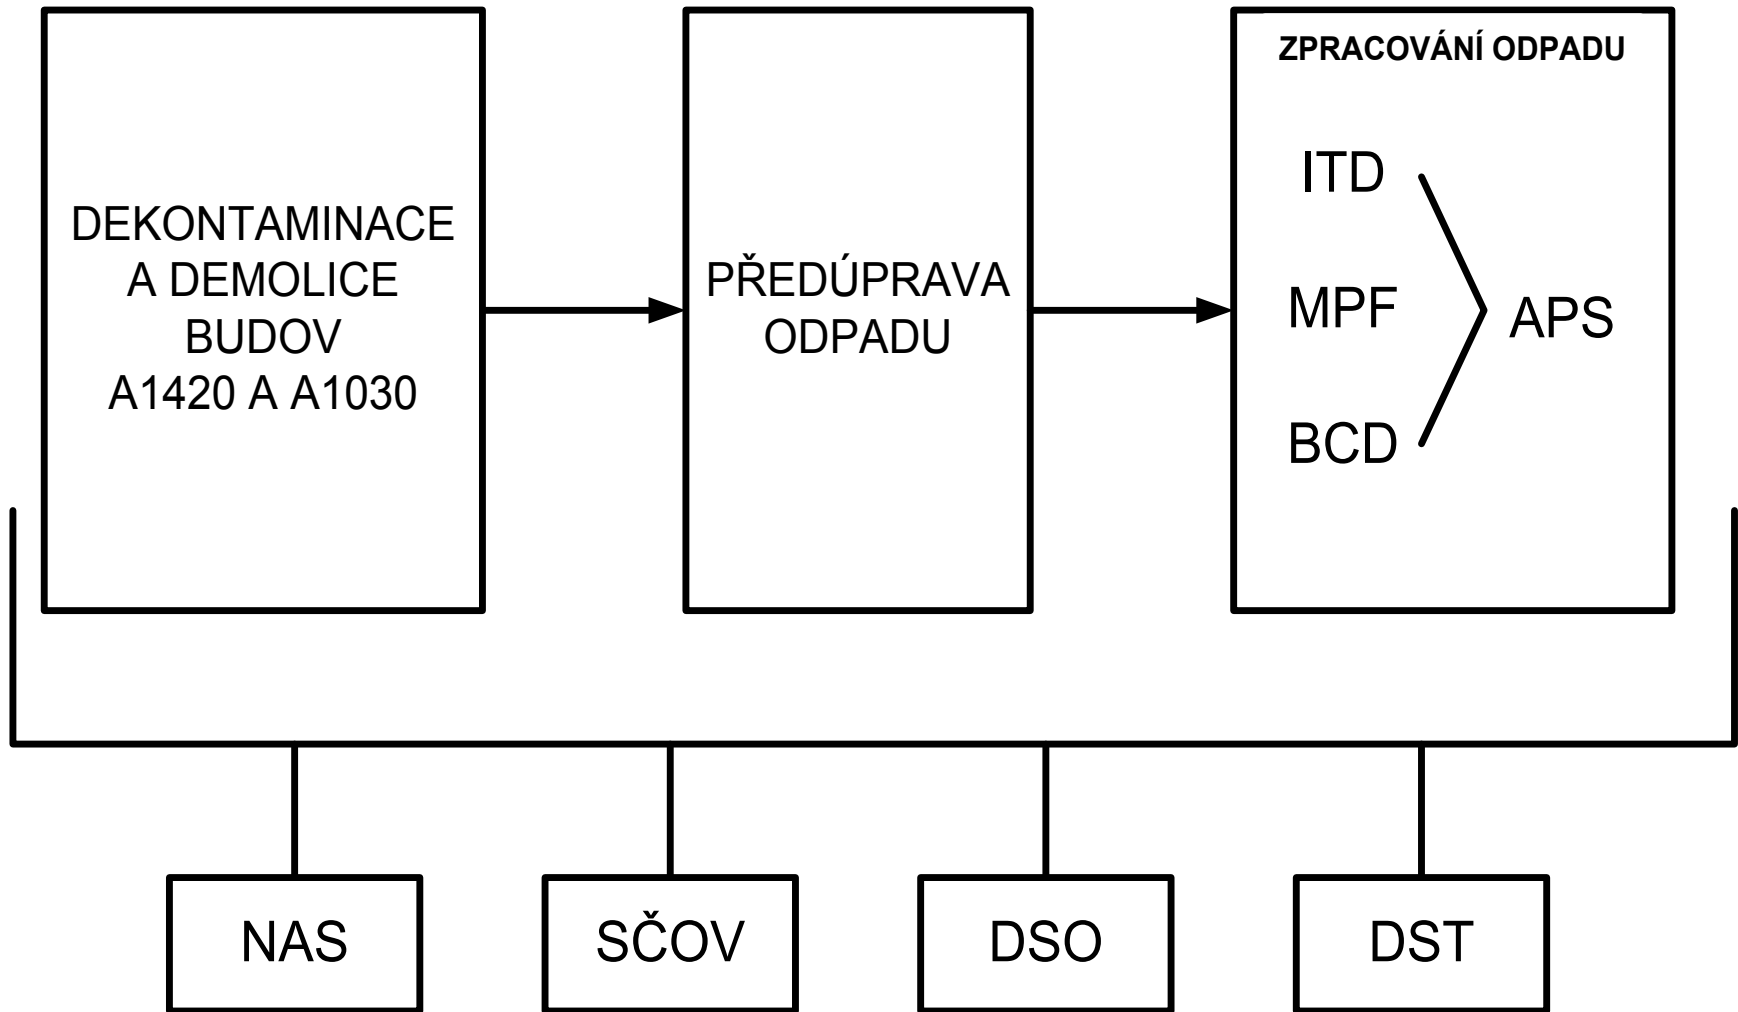 DEKONTAMINACE
A DEMOLICE
BUDOV
A1420 A A1030
PŘEDÚPRAVA
ODPADU
ZPRACOVÁNÍ ODPADU
ITD
MPF
BCD
APS
NAS
SČOV
DSO
DST